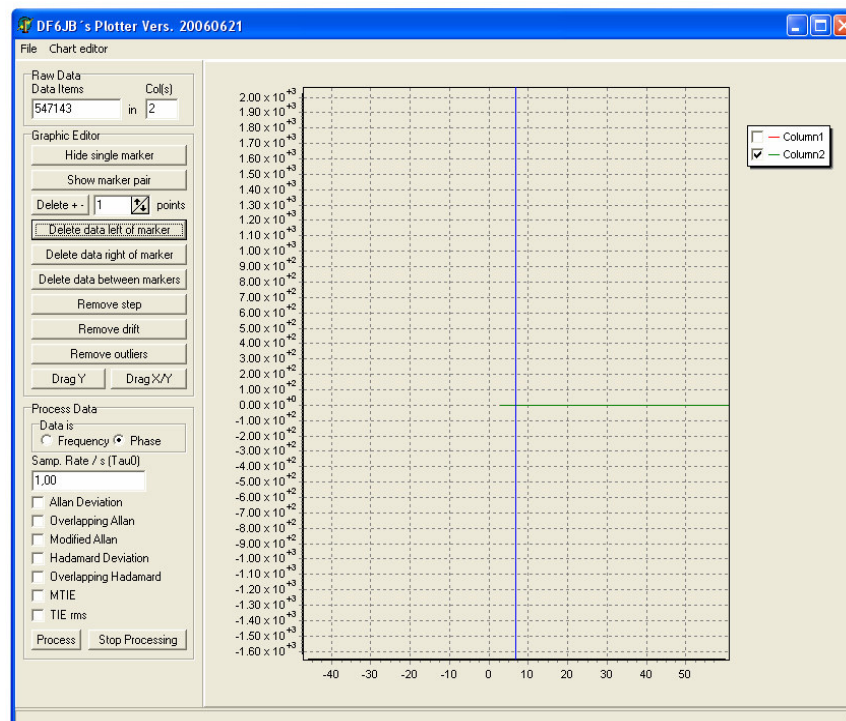 DF6JB´s Plotter Vers. 20060621
File Chart editor
Raw Data
Data Items Col(s)
547143 in 2
Graphic Editor
Hide single marker
Show marker pair
Delete + - 1 points
Delete data left of marker
Delete data right of marker
Delete data between markers
Remove step
Remove drift
Remove outliers
Drag Y Drag X/Y
Process Data
Data is
Frequency Phase
Samp. Rate / s (Tau0)
1,00
Allan Deviation
Overlapping Allan
Modified Allan
Hadamard Deviation
Overlapping Hadamard
MTIE
TIE rms
Process Stop Processing
2.00 x 10+3
1.90 x 10+3
1.80 x 10+3
1.70 x 10+3
1.60 x 10+3
1.50 x 10+3
1.40 x 10+3
1.30 x 10+3
1.20 x 10+3
1.10 x 10+3
1.00 x 10+3
9.00 x 10+2
8.00 x 10+2
7.00 x 10+2
6.00 x 10+2
5.00 x 10+2
4.00 x 10+2
3.00 x 10+2
2.00 x 10+2
1.00 x 10+2
0.00 x 10+0
-1.00 x 10+2
-2.00 x 10+2
-3.00 x 10+2
-4.00 x 10+2
-5.00 x 10+2
-6.00 x 10+2
-7.00 x 10+2
-8.00 x 10+2
-9.00 x 10+2
-1.00 x 10+3
-1.10 x 10+3
-1.20 x 10+3
-1.30 x 10+3
-1.40 x 10+3
-1.50 x 10+3
-1.60 x 10+3
-40 -30 -20 -10 0 10 20 30 40 50
Column1
Column2